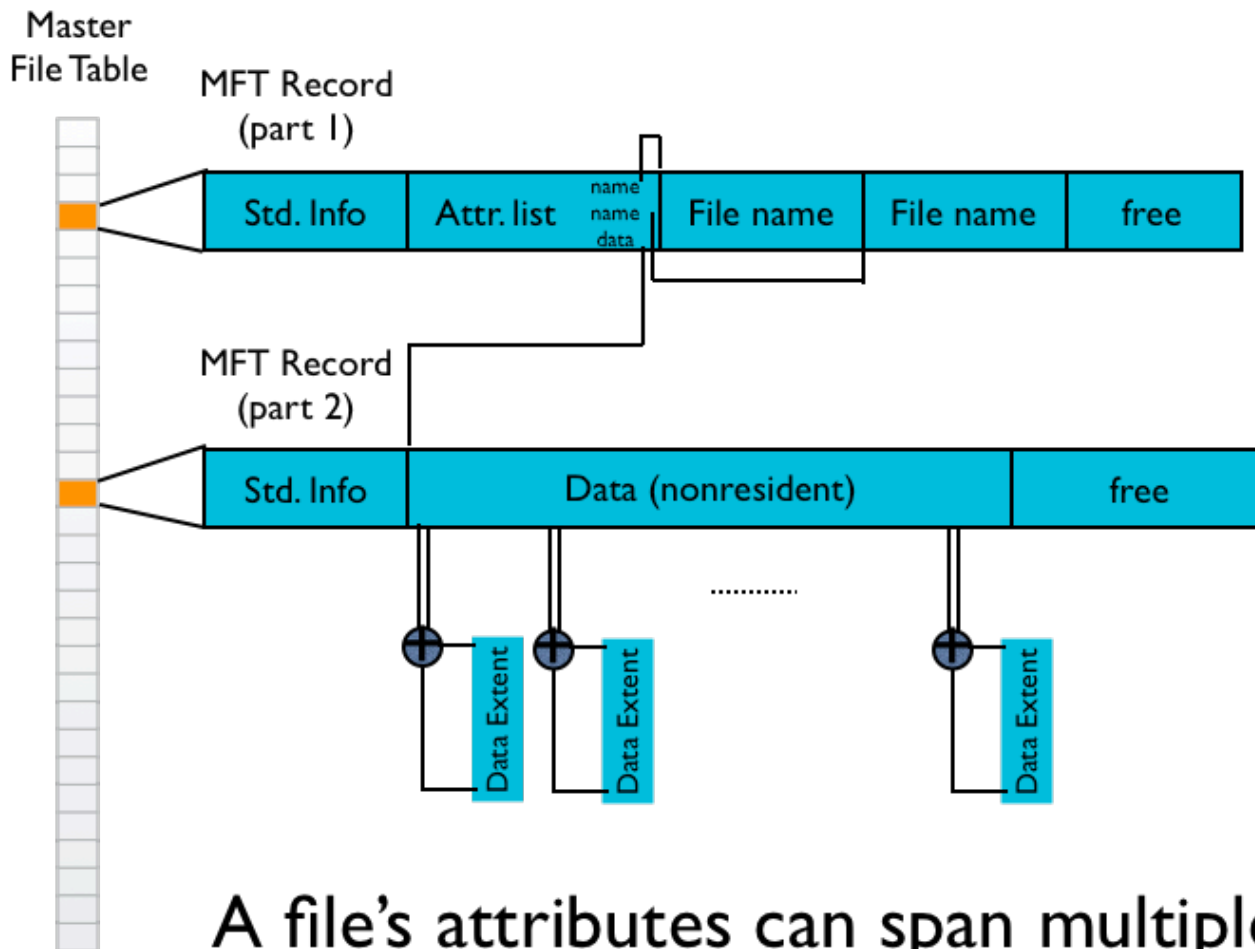 Master
File Table
MFT Record
(part 1)
Std. Info
Attr. list
name
name
data
File name
File name
free
MFT Record
(part 2)
Std. Info
Data (nonresident)
free
Data Extent
Data Extent
Data Extent
A file's attributes can span multiple